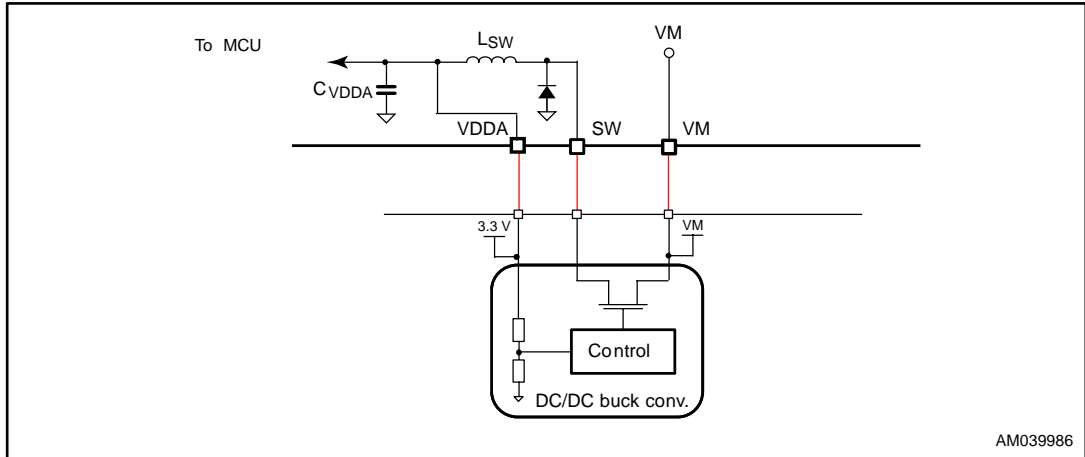 To MCU
LSW
VM
CVDDA
VDDA
SW
VM
3.3 V
VM
Control
DC/DC buck conv.
AM039986